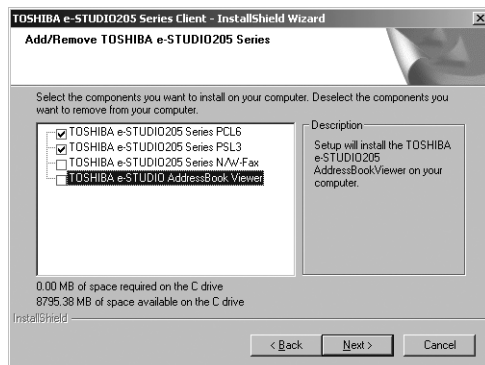 TOSHIBA e-STUDIO205 Series Client - InstallShield Wizard
Add/Remove TOSHIBA e-STUDIO205 Series
Select the components you want to install on your computer. Deselect the components you
want to remove from your computer.
TOSHIBA e-STUDIO205 Series PCL6
TOSHIBA e-STUDIO205 Series PSL3
TOSHIBA e-STUDIO205 Series N/W-Fax
TOSHIBA e-STUDIO AddressBook Viewer
Description
Setup will install the TOSHIBA
e-STUDIO205
AddressBookViewer on your
computer.
0.00 MB of space required on the C drive
8795.38 MB of space available on the C drive
InstallShield
< Back
Next >
Cancel